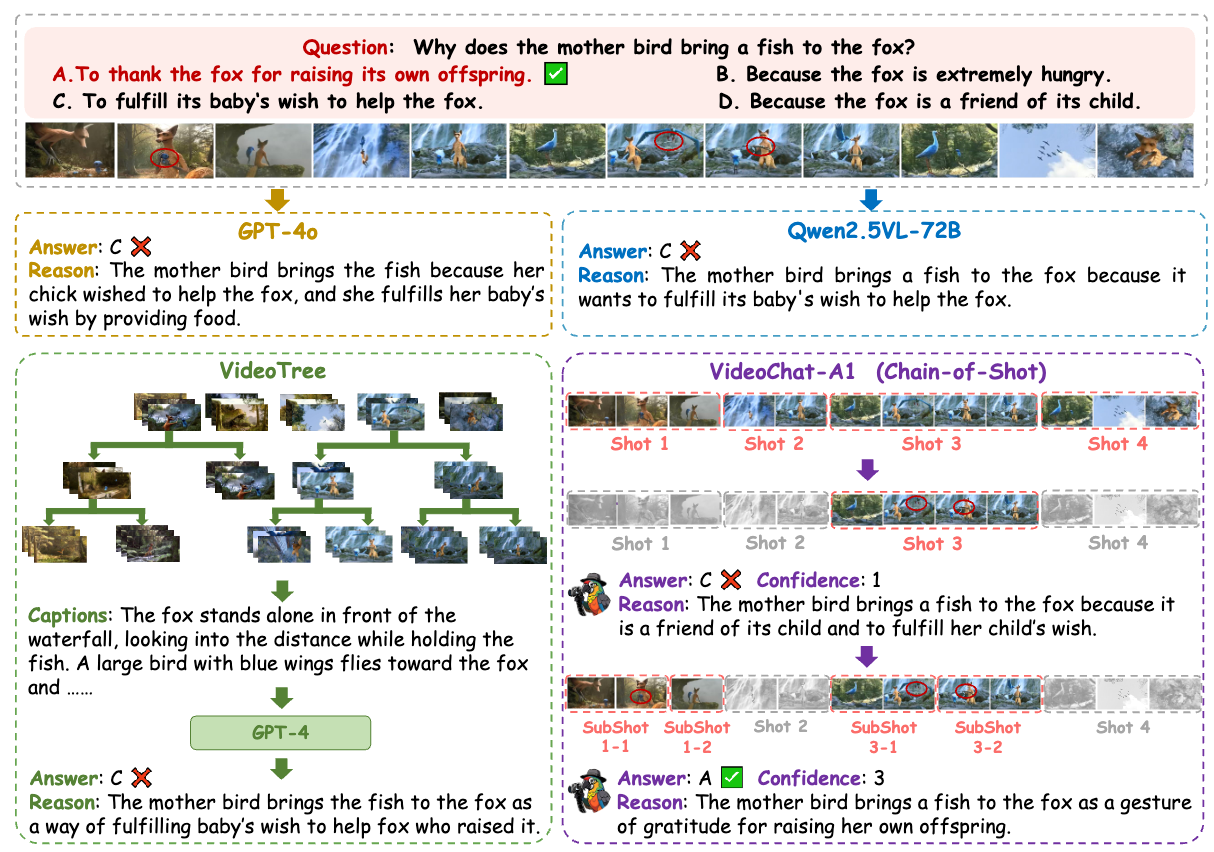 Question: Why does the mother bird bring a fish to the fox?
A.To thank the fox for raising its own offspring.
B. Because the fox is extremely hungry.
C. To fulfill its baby's wish to help the fox.
D. Because the fox is a friend of its child.
GPT-4o
Answer: C
Reason: The mother bird brings the fish because her
chick wished to help the fox, and she fulfills her baby's
wish by providing food.
Qwen2.5VL-72B
Answer: C
Reason: The mother bird brings a fish to the fox because it
wants to fulfill its baby's wish to help the fox.
VideoTree
Captions: The fox stands alone in front of the
waterfall, looking into the distance while holding the
fish. A large bird with blue wings flies toward the fox
and ......
GPT-4
Answer: C
Reason: The mother bird brings the fish to the fox as
a way of fulfilling baby's wish to help fox who raised it.
VideoChat-A1 (Chain-of-Shot)
Shot 1 Shot 2 Shot 3 Shot 4
Shot 1 Shot 2 Shot 3 Shot 4
Answer: C Confidence: 1
Reason: The mother bird brings a fish to the fox because it
is a friend of its child and to fulfill her child's wish.
SubShot 1-1 SubShot 1-2 Shot 2 SubShot 3-1 SubShot 3-2 Shot 4
Answer: A Confidence: 3
Reason: The mother bird brings a fish to the fox as a gesture
of gratitude for raising her own offspring.